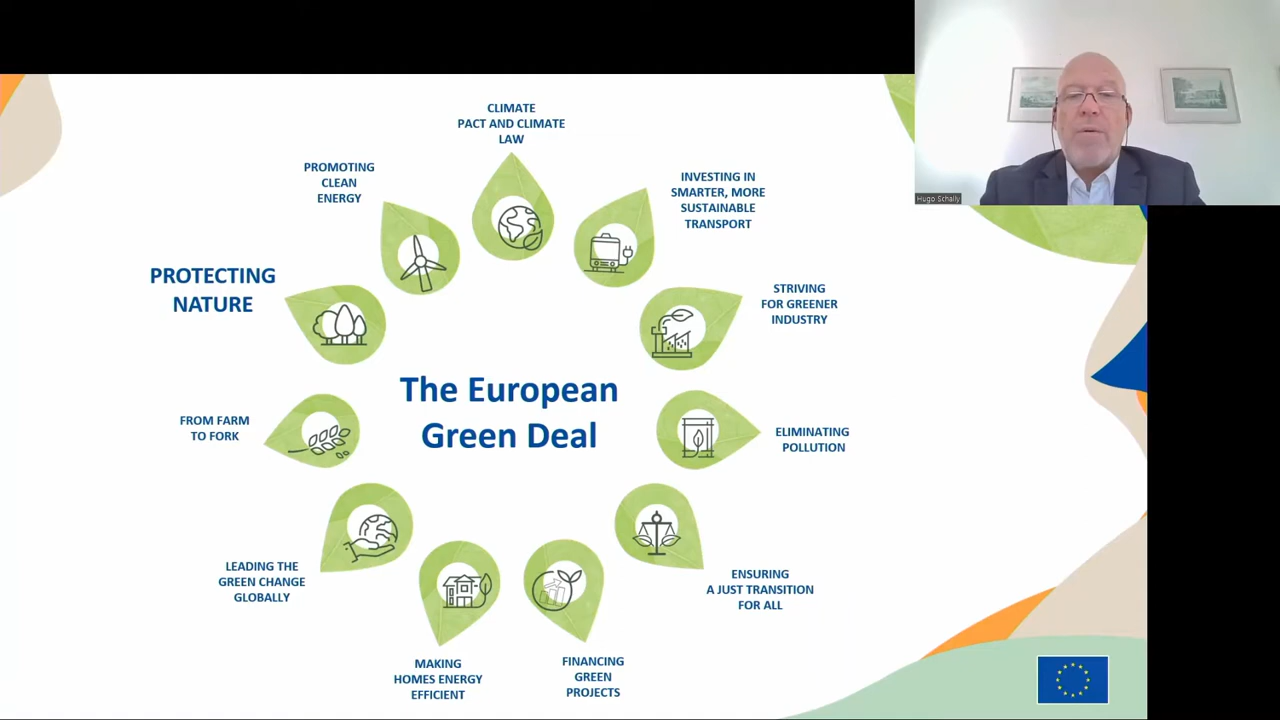 Hugo Schally
CLIMATE
PACT AND CLIMATE
LAW
PROMOTING
CLEAN
ENERGY
INVESTING IN
SMARTER, MORE
SUSTAINABLE
TRANSPORT
PROTECTING
NATURE
STRIVING
FOR GREENER
INDUSTRY
The European
Green Deal
FROM FARM
TO FORK
ELIMINATING
POLLUTION
LEADING THE
GREEN CHANGE
GLOBALLY
ENSURING
A JUST TRANSITION
FOR ALL
MAKING
HOMES ENERGY
EFFICIENT
FINANCING
GREEN
PROJECTS